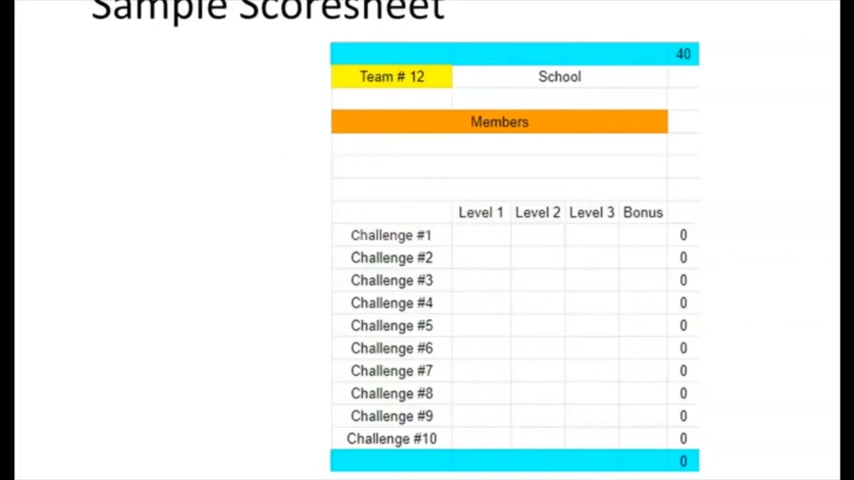 Sample Scoresheet
40
Team # 12 School
Members
Level 1 Level 2 Level 3 Bonus
Challenge #1 0
Challenge #2 0
Challenge #3 0
Challenge #4 0
Challenge #5 0
Challenge #6 0
Challenge #7 0
Challenge #8 0
Challenge #9 0
Challenge #10 0
0